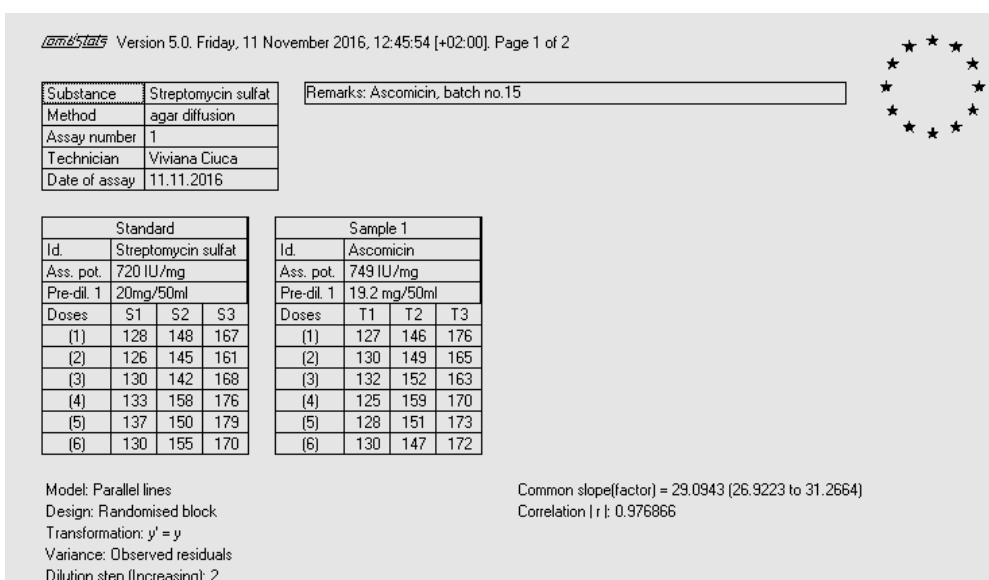 CombiStats Version 5.0. Friday, 11 November 2016, 12:45:54 [+02:00]. Page 1 of 2
Substance Streptomycin sulfat
Remarks: Ascomicin, batch no.15
Method agar diffusion
Assay number 1
Technician Viviana Ciuca
Date of assay 11.11.2016
Standard
Id. Streptomycin sulfat
Ass. pot. 720 IU/mg
Pre-dil. 1 20mg/50ml
Doses S1 S2 S3
(1) 128 148 167
(2) 126 145 161
(3) 130 142 168
(4) 133 158 176
(5) 137 150 179
(6) 130 155 170
Sample 1
Id. Ascomicin
Ass. pot. 749 IU/mg
Pre-dil. 1 19.2 mg/50ml
Doses T1 T2 T3
(1) 127 146 176
(2) 130 149 165
(3) 132 152 163
(4) 125 159 170
(5) 128 151 173
(6) 130 147 172
Model: Parallel lines
Design: Randomised block
Transformation: y' = y
Variance: Observed residuals
Dilution step (Increasing): 2
Common slope(factor) = 29.0943 (26.9223 to 31.2664)
Correlation | r |: 0.976866